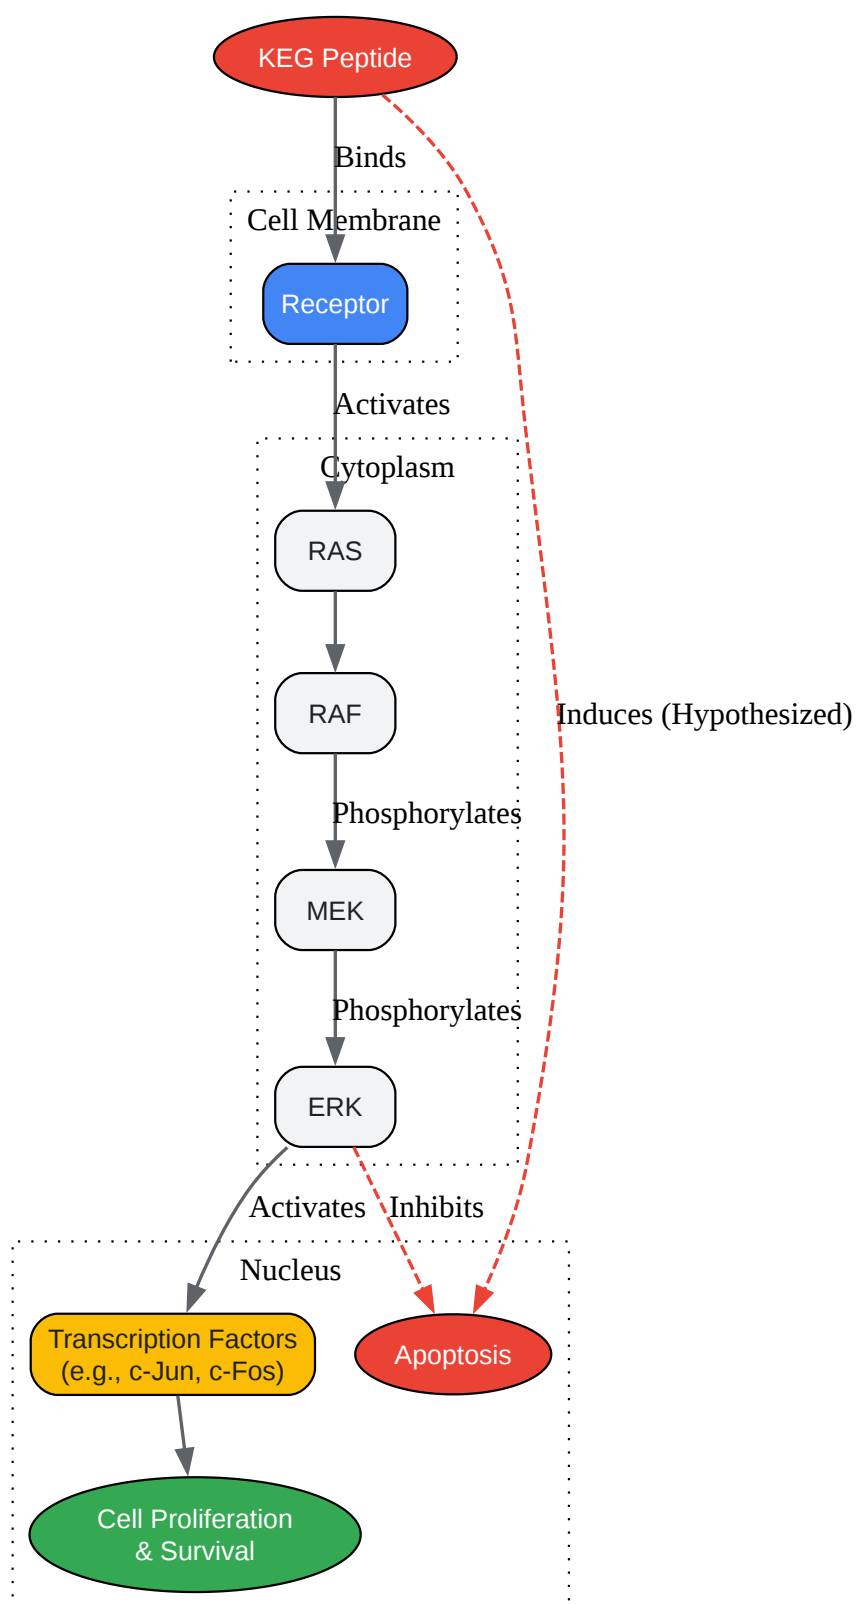 KEG Peptide
Binds
Cell Membrane
Receptor
Activates
Cytoplasm
RAS
RAF
Induces (Hypothesized)
Phosphorylates
MEK
Phosphorylates
ERK
Activates
Inhibits
Nucleus
Transcription Factors
(e.g., c-Jun, c-Fos)
Apoptosis
Cell Proliferation
& Survival